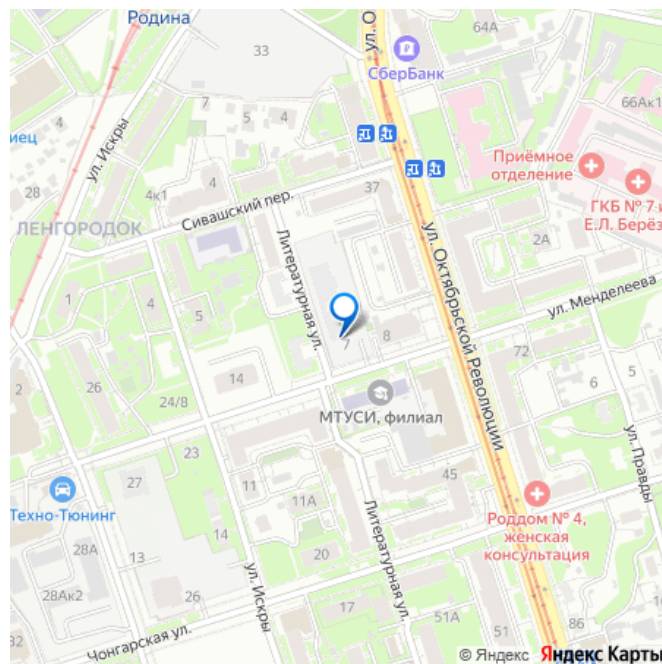 Родина
33
ул. О
СберБанк
64А
66Ак1
7
5
4
4
иец
ул. Искры
28
4к1
4
Приёмное
отделение
37
Сивашский пер.
ГКБ № 7 и
Е.Л. Берёз
ЛЕНГОРОДОК
Литературная ул.
ул. Октябрьской Революции
2А
1
4
5
7
8
ул. Менделеева
72
6
5
26
14
2
24/8
МТУСИ, филиал
23
27
11
11А
45
ул. Правды
Техно-Тюнинг
14
Роддом № 4,
женская
консультация
28А
13
20
Литературная ул.
ул. Искры
28Ак2
26
17
51А
86
32
Чонгарская ул.
© Яндекс Яндекс Карты